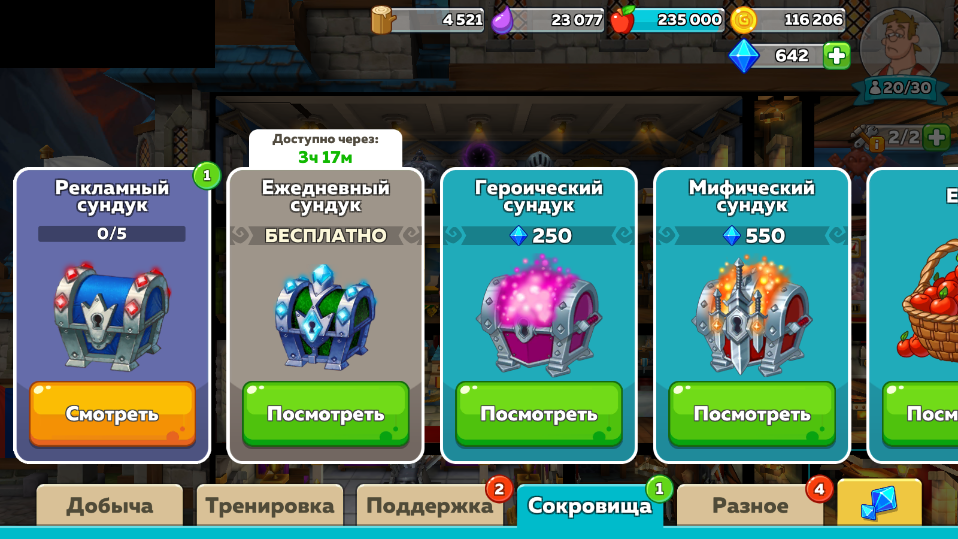 4 521
23 077
235 000
116 206
642
20/30
2/2
Доступно через:
3ч 17м
1
Рекламный
сундук
0/5
Смотреть
Ежедневный
сундук
БЕСПЛАТНО
Посмотреть
Героический
сундук
250
Посмотреть
Мифический
сундук
550
Посмотреть
Е
Посм
Добыча
Тренировка
Поддержка
2
Сокровища
1
Разное
4